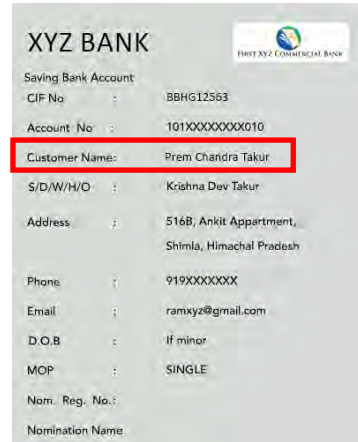 XYZ BANK
FIRST XYZ COMMERCIAL BANK
Saving Bank Account
CIF No : BBHG12563
Account No : 101XXXXXXXX010
Customer Name: Prem Chandra Takur
S/D/W/H/O : Krishna Dev Takur
Address : 516B, Ankit Appartment,
Shimla, Himachal Pradesh
Phone : 919XXXXXXX
Email : ramxyz@gmail.com
D.O.B : If minor
MOP : SINGLE
Nom. Reg. No.:
Nomination Name